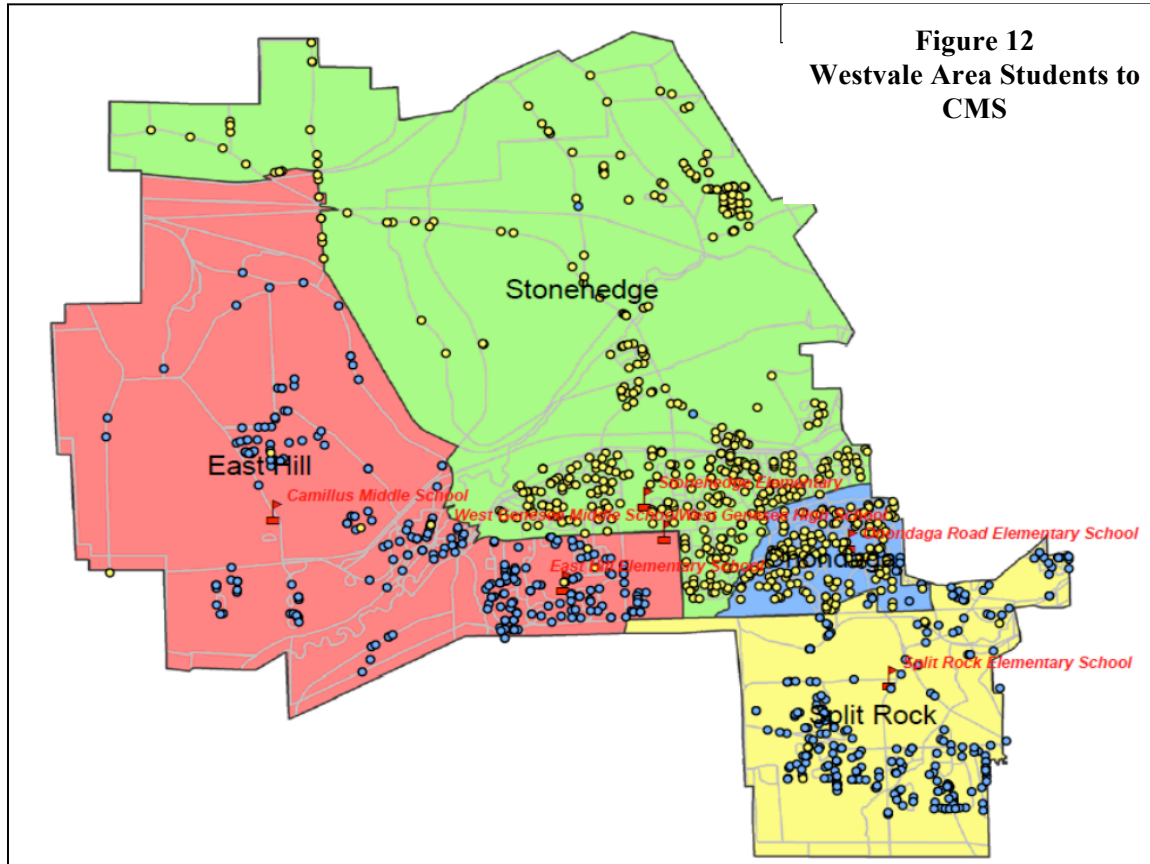 Figure 12
Westvale Area Students to
CMS
Stonehedge
East Hill
Camillus Middle School
Stonehedge Elementary
West Genesee Middle School
West Genesee High School
Onondaga Road Elementary School
Onondaga
East Hill Elementary School
Split Rock Elementary School
Split Rock